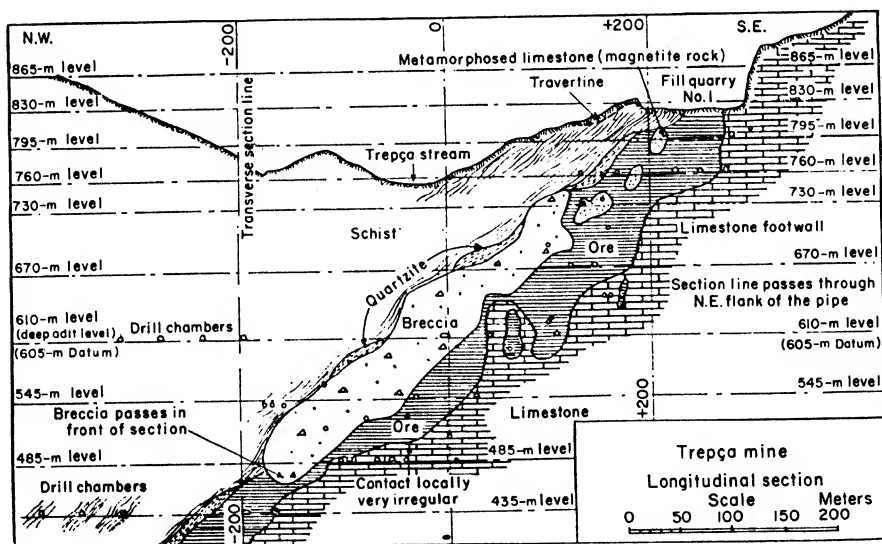 N.W.
-200
0
+200
S.E.
Metamorphosed limestone (magnetite rock)
Travertine
Fill quarry
No. 1
865-m level
865-m level
830-m level
830-m level
795-m level
795-m level
Transverse section line
Trepça stream
760-m level
760-m level
730-m level
730-m level
Schist
Quartzite
Ore
Limestone footwall
670-m level
670-m level
Section line passes through
N.E. flank of the pipe
Breccia
610-m level
(deep adit level)
(605-m Datum)
Drill chambers
610-m level
(605-m Datum)
545-m level
545-m level
+200
Breccia passes in
front of section
Limestone
Ore
485-m level
485-m level
Contact locally
very irregular
435-m level
Drill chambers
-200
0
Trepça mine
Longitudinal section
Scale Meters
0 50 100 150 200